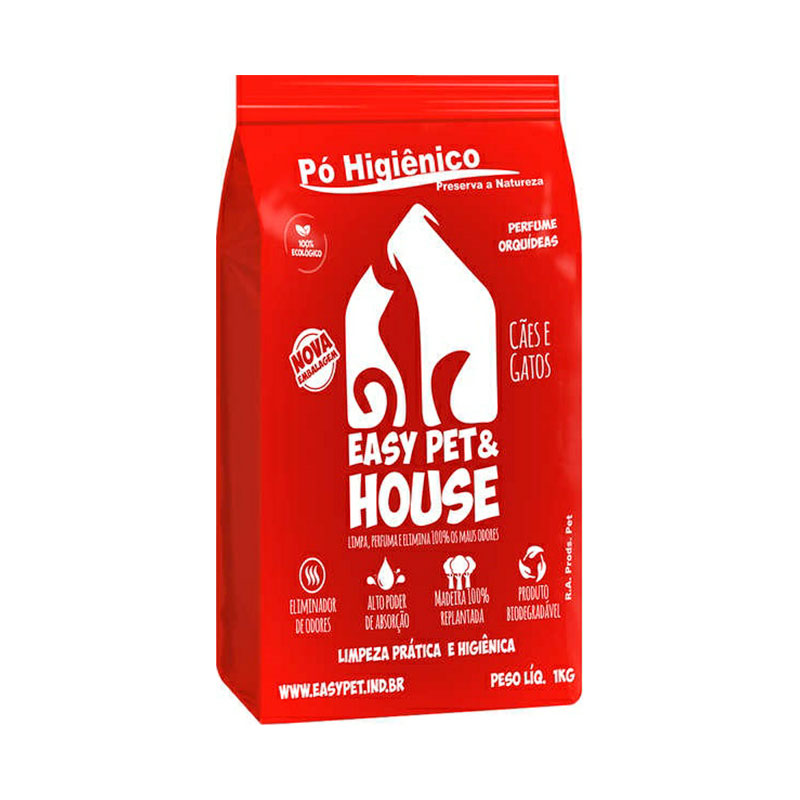 Pó Higiênico
Preserva a Natureza
100%
ECOLÓGICO
PERFUME
ORQUÍDEAS
NOVA
EMBALAGEM
CÃES E
GATOS
EASY PET &
HOUSE
LIMPA, PERFUMA E ELIMINA 100% OS MAUS ODORES
ELIMINADOR
DE ODORES
ALTO PODER
DE ABSORÇÃO
MADEIRA 100%
REPLANTADA
PRODUTO
BIODEGRADÁVEL
R.A. Prods. Pet
LIMPEZA PRÁTICA E HIGIÊNICA
WWW.EASYPET.IND.BR
PESO LÍQ. 1KG